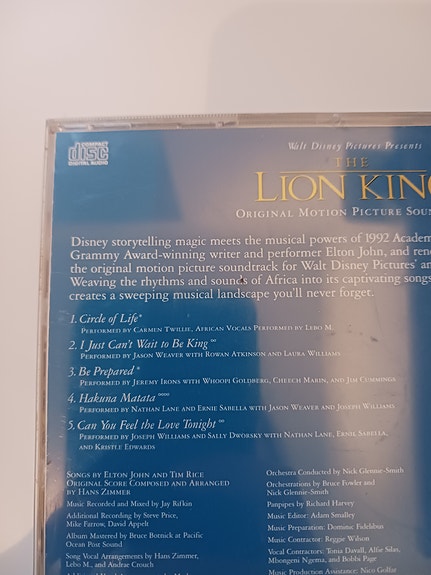 COMPACT
disc
DIGITAL AUDIO
Walt Disney Pictures Presents
THE
LION KING
ORIGINAL MOTION PICTURE SOUN
Disney storytelling magic meets the musical powers of 1992 Academ
Grammy Award-winning writer and performer Elton John, and ren
the original motion picture soundtrack for Walt Disney Pictures' an
Weaving the rhythms and sounds of Africa into its captivating songs
creates a sweeping musical landscape you'll never forget.
1. Circle of Life*
PERFORMED BY CARMEN TWILLIE, AFRICAN VOCALS PERFORMED BY LEBO M.
2. I Just Can't Wait to Be King °°
PERFORMED BY JASON WEAVER WITH ROWAN ATKINSON AND LAURA WILLIAMS
3. Be Prepared *
PERFORMED BY JEREMY IRONS WITH WHOOPI GOLDBERG, CHEECH MARIN, AND JIM CUMMINGS
4. Hakuna Matata °°°°
PERFORMED BY NATHAN LANE AND ERNIE SABELLA WITH JASON WEAVER AND JOSEPH WILLIAMS
5. Can You Feel the Love Tonight °°
PERFORMED BY JOSEPH WILLIAMS AND SALLY DWORSKY WITH NATHAN LANE, ERNIE SABELLA,
AND KRISTLE EDWARDS
SONGS BY ELTON JOHN AND TIM RICE
ORIGINAL SCORE COMPOSED AND ARRANGED
BY HANS ZIMMER
Music Recorded and Mixed by Jay Rifkin
Additional Recording by Steve Price,
Mike Farrow, David Appelt
Album Mastered by Bruce Botnick at Pacific
Ocean Post Sound
Song Vocal Arrangements by Hans Zimmer,
Lebo M., and Andrae Crouch
Orchestra Conducted by Nick Glennie-Smith
Orchestrations by Bruce Fowler and
Nick Glennie-Smith
Panpipes by Richard Harvey
Music Editor: Adam Smalley
Music Preparation: Dominic Fidelibus
Music Contractor: Reggie Wilson
Vocal Contractors: Tonia Davall, Alfie Silas,
Mbongeni Ngema, and Bobbi Page
Music Production Assistance: Nico Golfar